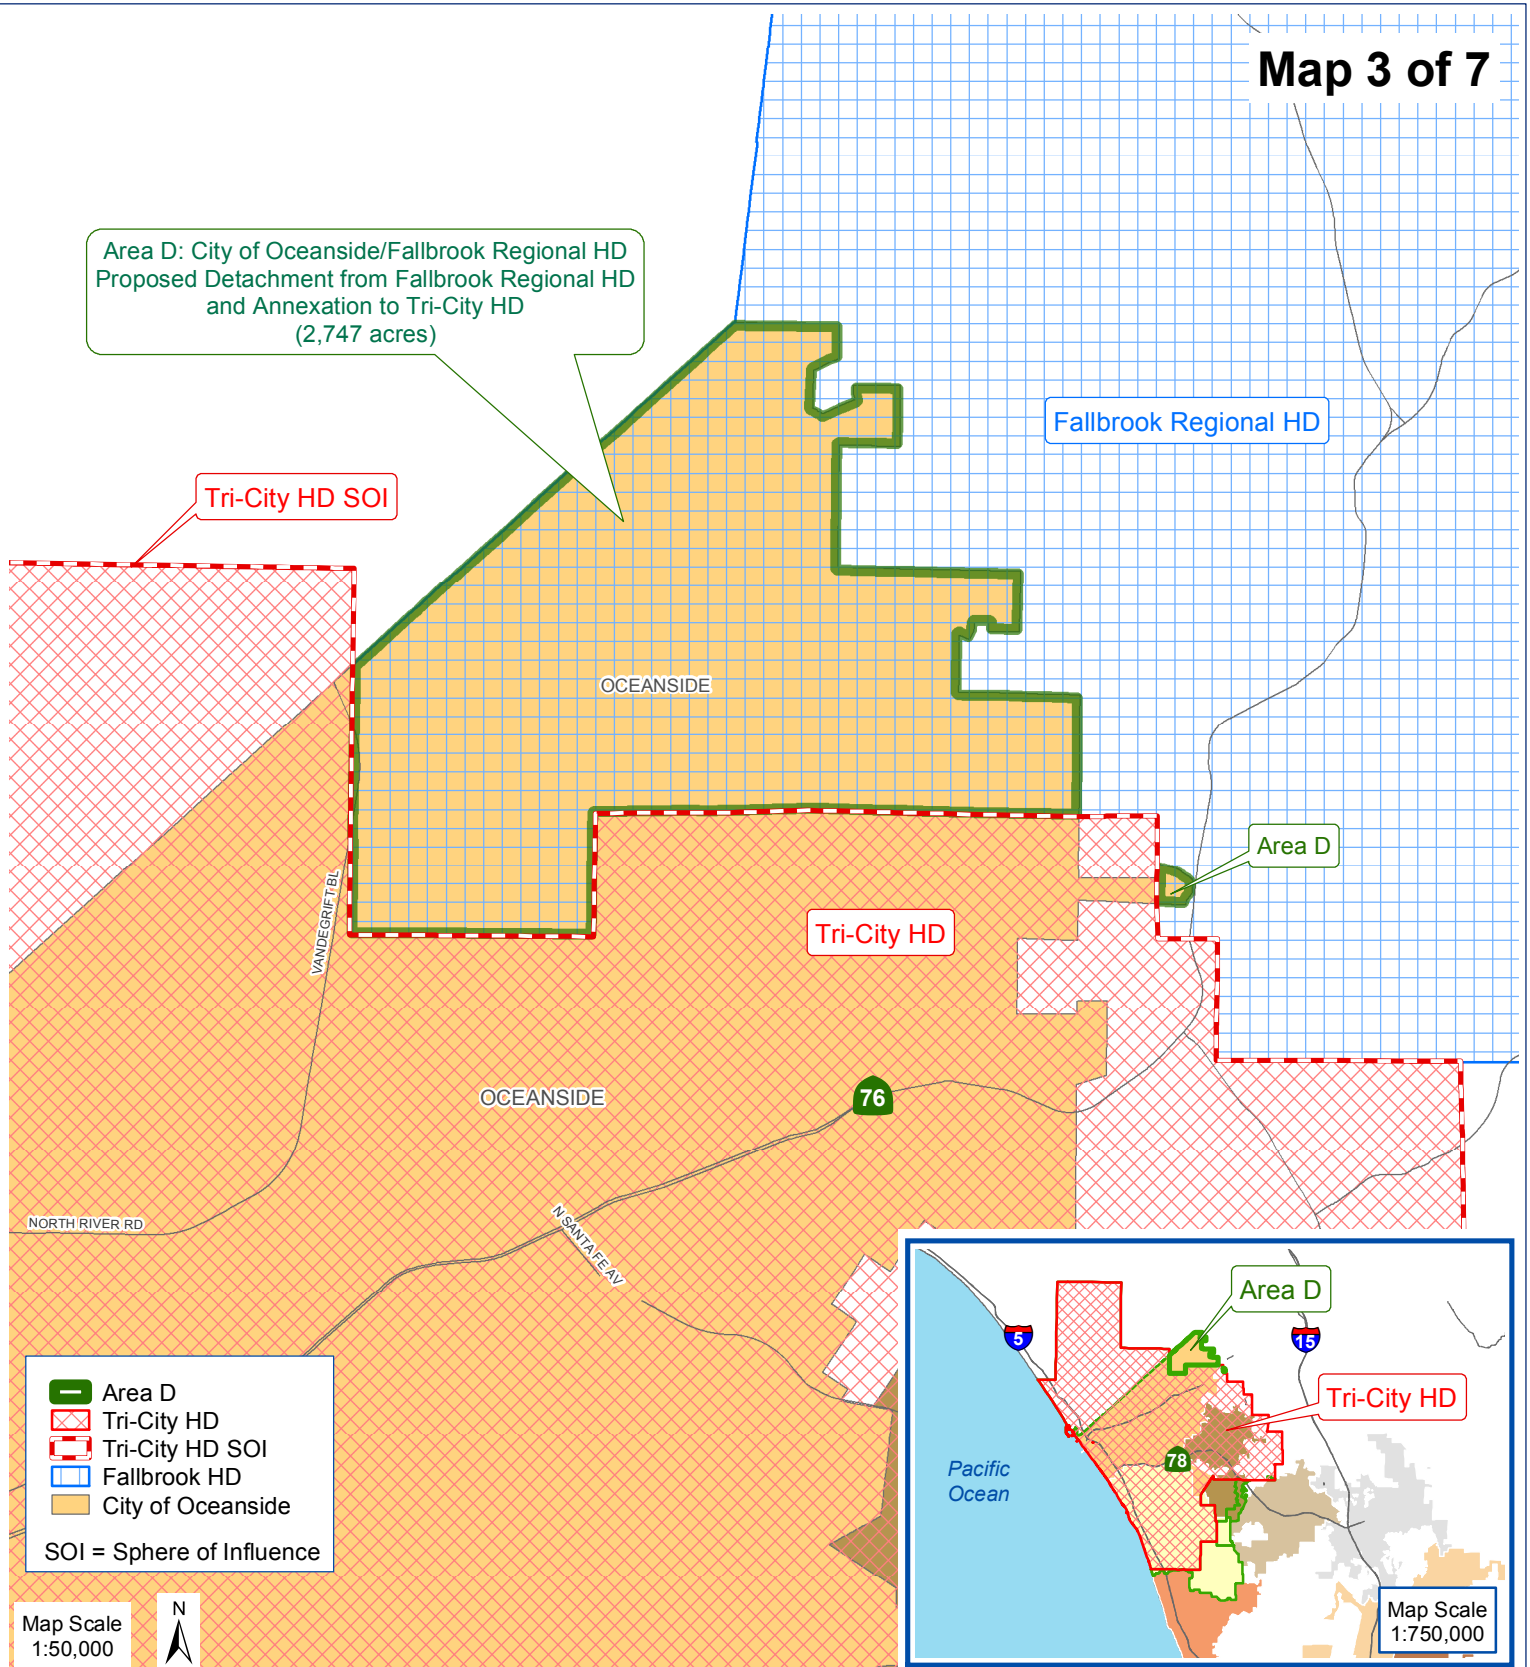 Map 3 of 7
Area D: City of Oceanside/Fallbrook Regional HD
Proposed Detachment from Fallbrook Regional HD
and Annexation to Tri-City HD
(2,747 acres)
Fallbrook Regional HD
Tri-City HD SOI
OCEANSIDE
Area D
VANDEGRIFT BL
Tri-City HD
OCEANSIDE
76
NORTH RIVER RD
N SANTA FE AV
Area D
Tri-City HD
Tri-City HD SOI
Fallbrook HD
City of Oceanside
SOI = Sphere of Influence
Map Scale
1:50,000
N
Area D
5
15
Tri-City HD
78
Pacific
Ocean
Map Scale
1:750,000